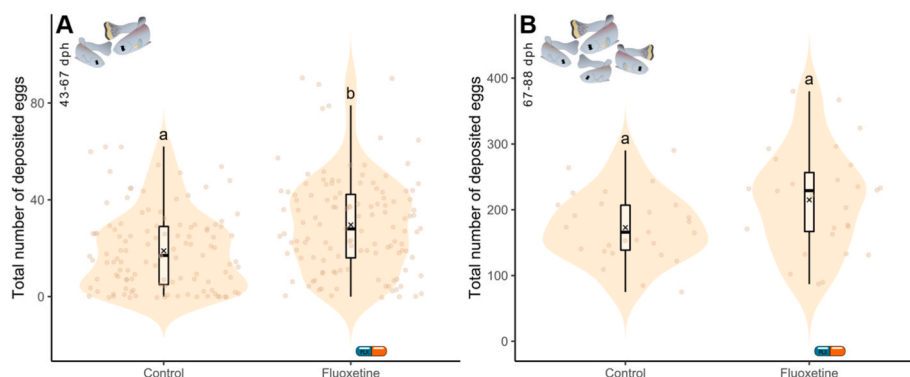 A
43-67 dph
Total number of deposited eggs
80
40
0
a
b
Control
Fluoxetine
B
67-88 dph
Total number of deposited eggs
400
300
200
100
0
a
a
Control
Fluoxetine